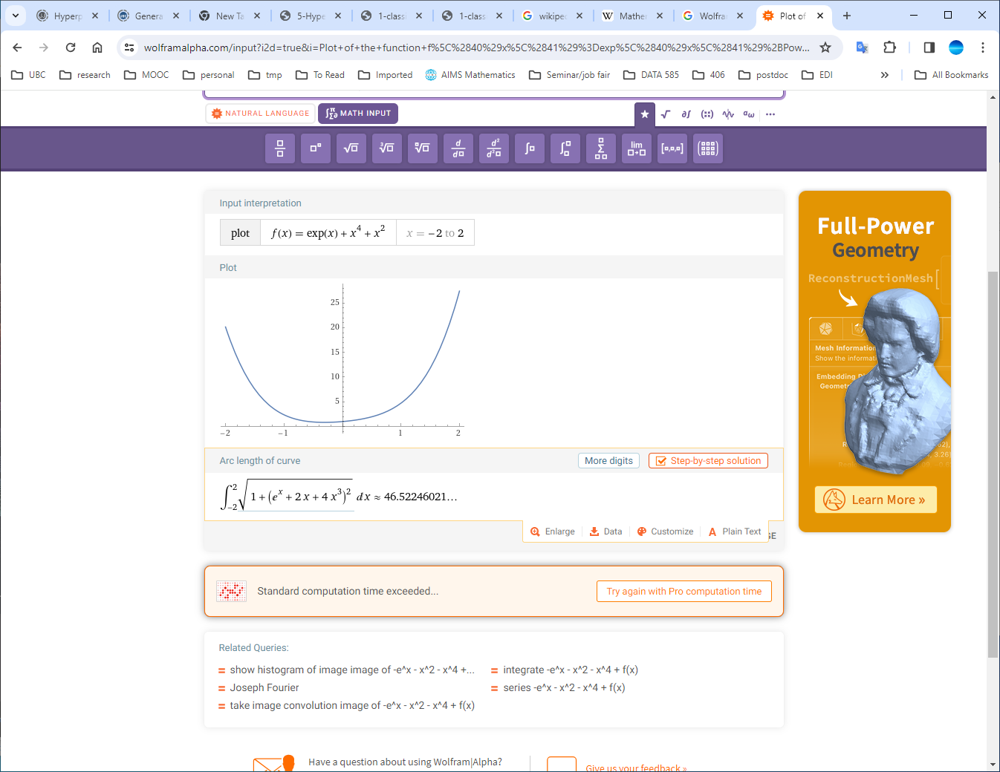 Hyperp
Genera
New Ta
5-Hype
1-class
1-class
wikipec
Mather
Wolfra
Plot of
wolframalpha.com/input?i2d=true&i=Plot+of+the+function+f%5C%2840%29x%5C%2841%29%3Dexp%5C%2840%29x%5C%2841%29%2BPow...
UBC
research
MOOC
personal
tmp
To Read
Imported
AIMS Mathematics
Seminar/job fair
DATA 585
406
postdoc
EDI
»
All Bookmarks
NATURAL LANGUAGE
MATH INPUT
Input interpretation
plot f(x) = exp(x) + x^4 + x^2 x = -2 to 2
Plot
25
20
15
10
5
-2 -1 1 2
Arc length of curve
More digits
Step-by-step solution
∫_{-2}^{2} √(1 + (e^x + 2 x + 4 x^3)^2) dx ≈ 46.52246021...
Enlarge
Data
Customize
A Plain Text
GE
Standard computation time exceeded...
Try again with Pro computation time
Related Queries:
= show histogram of image image of -e^x - x^2 - x^4 +...
= integrate -e^x - x^2 - x^4 + f(x)
= Joseph Fourier
= series -e^x - x^2 - x^4 + f(x)
= take image convolution image of -e^x - x^2 - x^4 + f(x)
Have a question about using Wolfram|Alpha?
Give us your feedback »
Full-Power
Geometry
ReconstructionMesh[
Mesh Information
Show the informati
Embedding D
Geomet
3.26
Learn More »